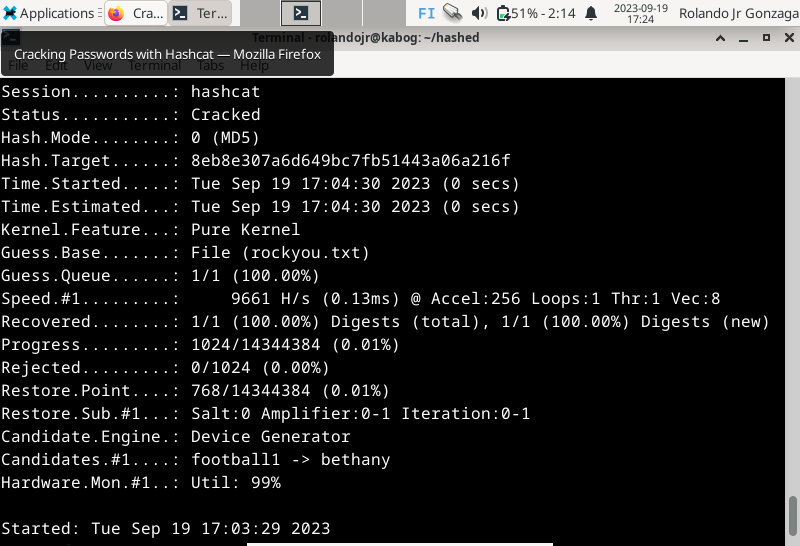 Applications
Cra...
Ter...
FI
51% - 2:14
2023-09-19
17:24
Rolando Jr Gonzaga
Terminal - rolandojr@kabog: ~/hashed
Cracking Passwords with Hashcat — Mozilla Firefox
File Edit View Terminal Tabs Help
Session..........: hashcat
Status...........: Cracked
Hash.Mode........: 0 (MD5)
Hash.Target......: 8eb8e307a6d649bc7fb51443a06a216f
Time.Started.....: Tue Sep 19 17:04:30 2023 (0 secs)
Time.Estimated...: Tue Sep 19 17:04:30 2023 (0 secs)
Kernel.Feature...: Pure Kernel
Guess.Base.......: File (rockyou.txt)
Guess.Queue......: 1/1 (100.00%)
Speed.#1.........:     9661 H/s (0.13ms) @ Accel:256 Loops:1 Thr:1 Vec:8
Recovered........: 1/1 (100.00%) Digests (total), 1/1 (100.00%) Digests (new)
Progress.........: 1024/14344384 (0.01%)
Rejected.........: 0/1024 (0.00%)
Restore.Point....: 768/14344384 (0.01%)
Restore.Sub.#1...: Salt:0 Amplifier:0-1 Iteration:0-1
Candidate.Engine.: Device Generator
Candidates.#1....: football1 -> bethany
Hardware.Mon.#1..: Util: 99%
Started: Tue Sep 19 17:03:29 2023